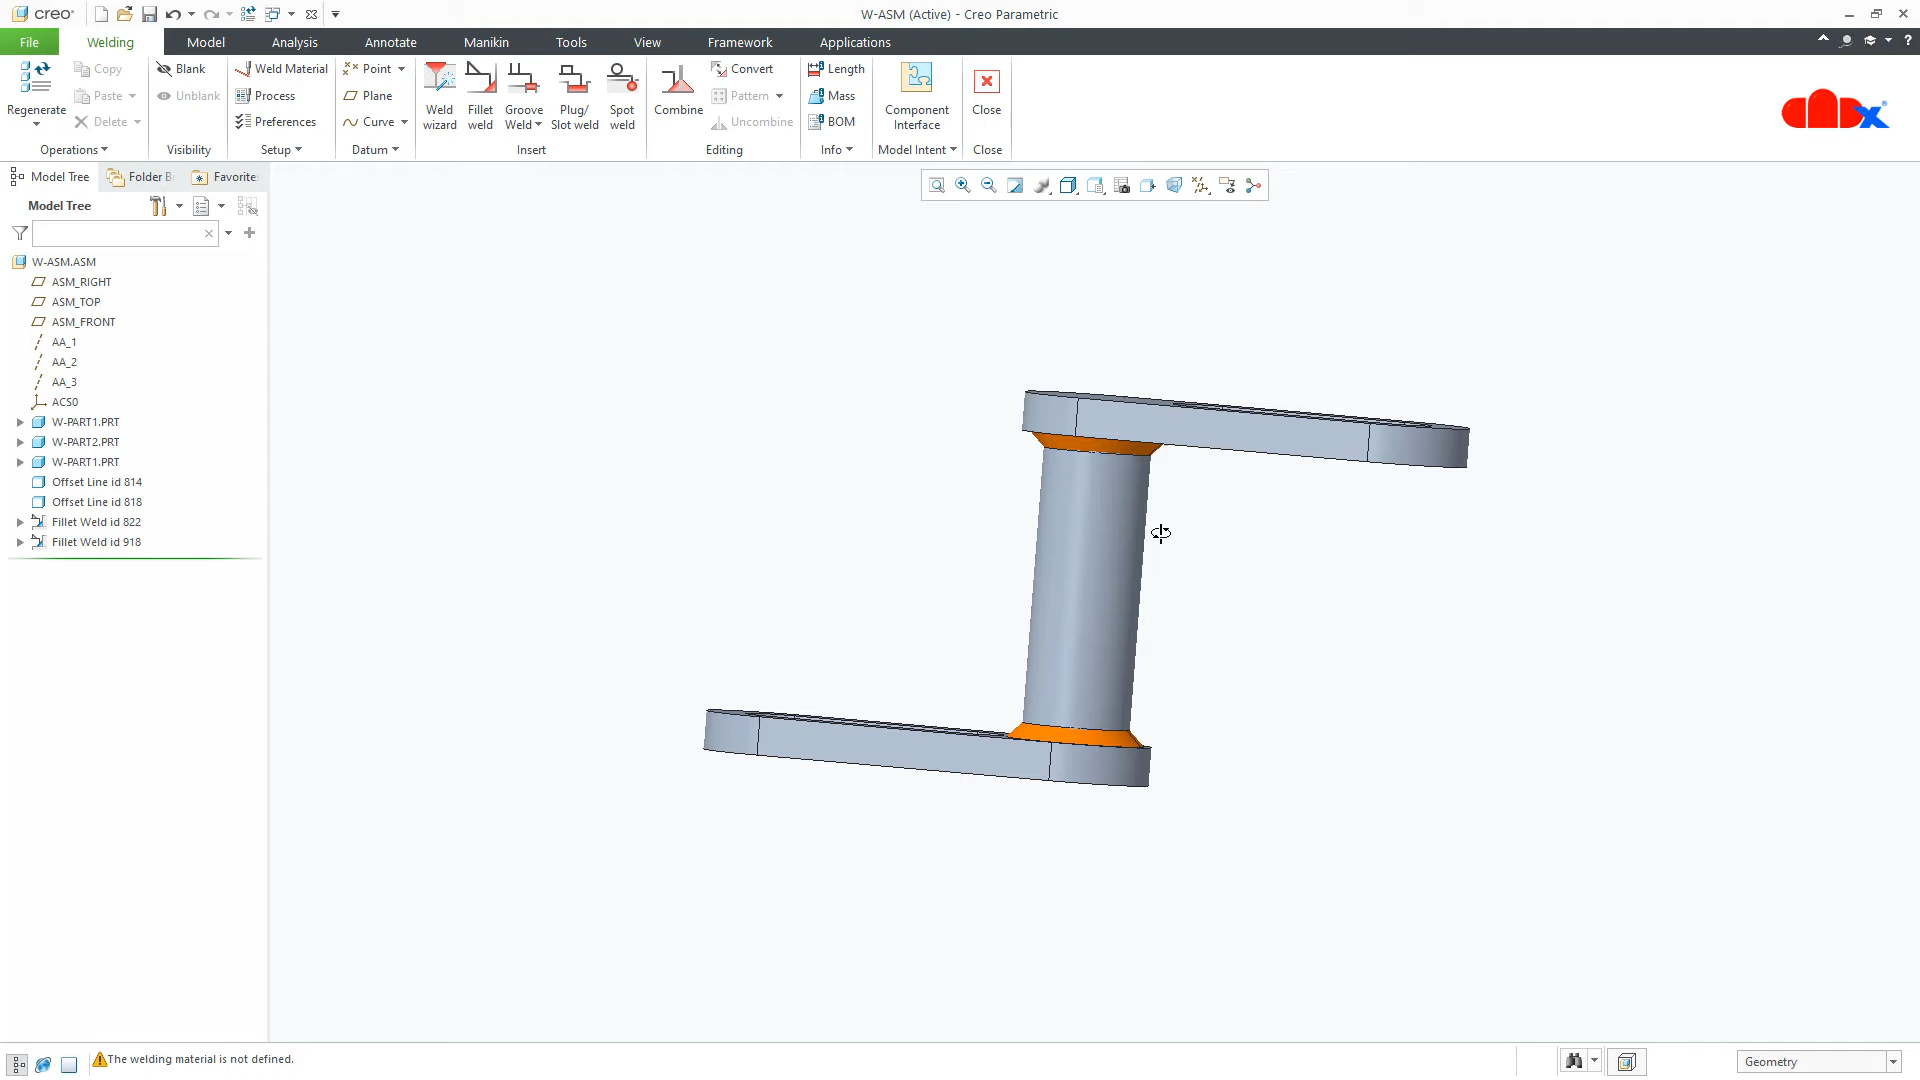 creo
W-ASM (Active) - Creo Parametric
File Welding Model Analysis Annotate Manikin Tools View Framework Applications
Regenerate
Copy
Paste
Delete
Operations
Blank
Unblank
Visibility
Weld Material
Process
Preferences
Setup
Point
Plane
Curve
Datum
Weld
wizard
Fillet
weld
Groove
Weld
Plug/
Slot weld
Spot
weld
Insert
Combine
Convert
Pattern
Uncombine
Editing
Length
Mass
BOM
Info
Component
Interface
Model Intent
Close
Close
Model Tree
Folder B
Favorite
Model Tree
W-ASM.ASM
ASM_RIGHT
ASM_TOP
ASM_FRONT
AA_1
AA_2
AA_3
ACS0
W-PART1.PRT
W-PART2.PRT
W-PART1.PRT
Offset Line id 814
Offset Line id 818
Fillet Weld id 822
Fillet Weld id 918
The welding material is not defined.
Geometry